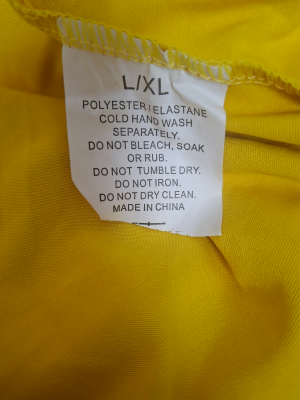 L/XL
POLYESTER/ELASTANE
COLD HAND WASH
SEPARATELY.
DO NOT BLEACH, SOAK
OR RUB.
DO NOT TUMBLE DRY.
DO NOT IRON.
DO NOT DRY CLEAN.
MADE IN CHINA